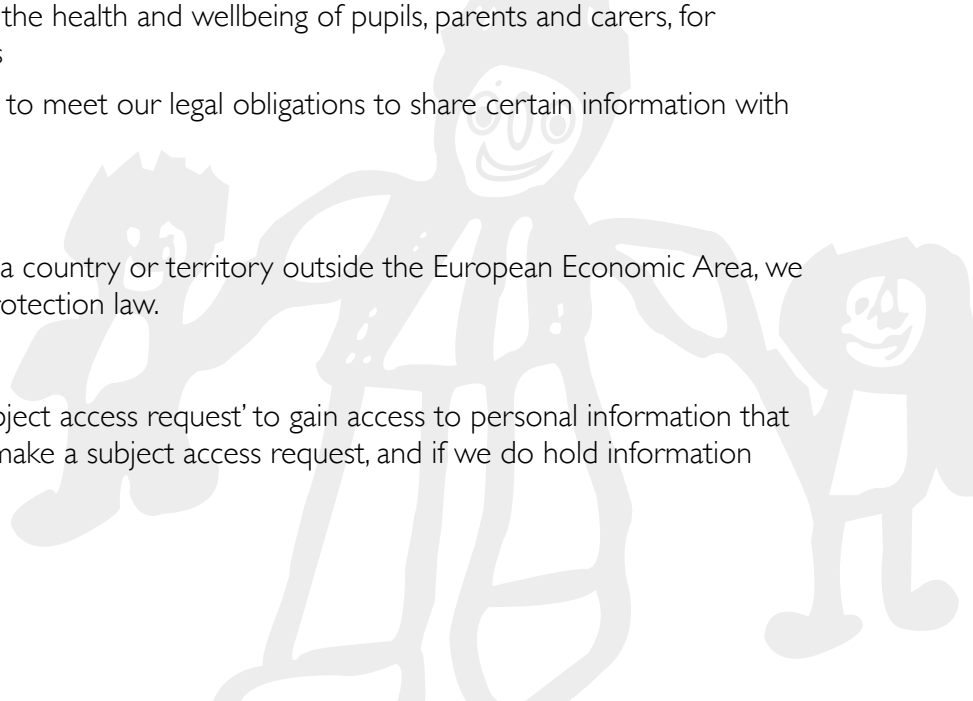 the health and wellbeing of pupils, parents and carers, for
to meet our legal obligations to share certain information with
a country or territory outside the European Economic Area, we
otection law.
ject access request’ to gain access to personal information that
make a subject access request, and if we do hold information